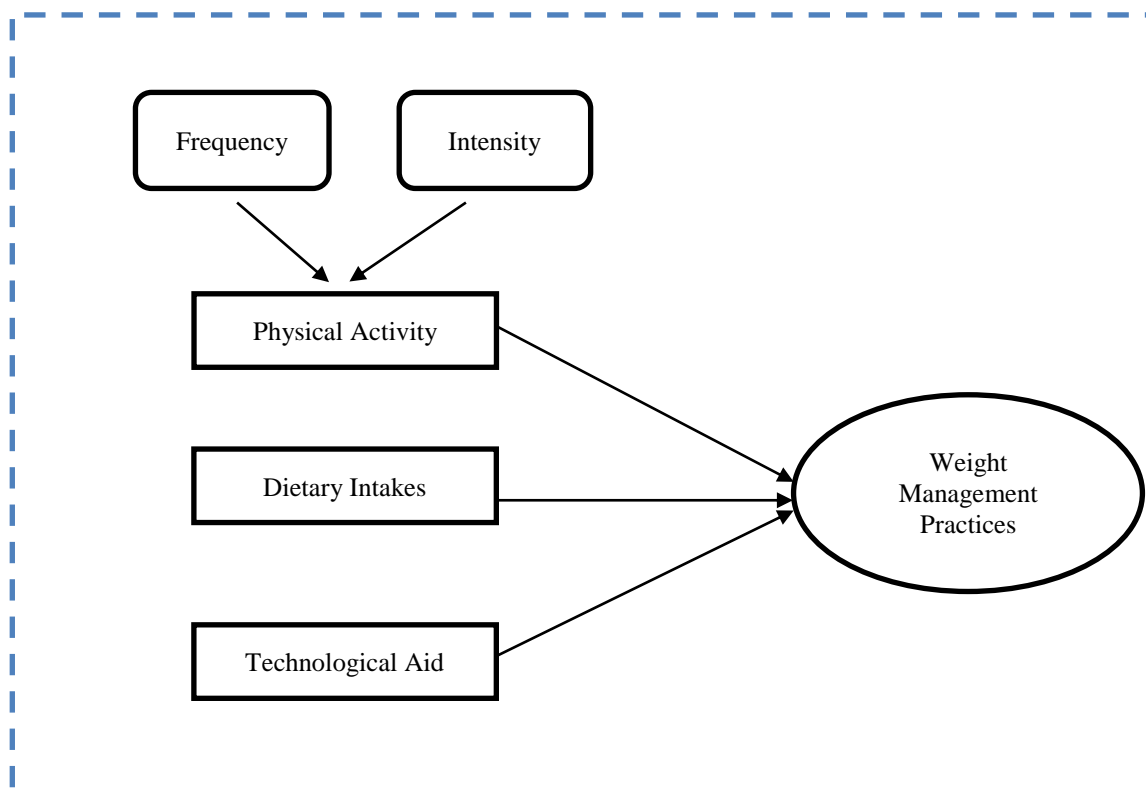 Frequency
Intensity
Physical Activity
Dietary Intakes
Weight
Management
Practices
Technological Aid